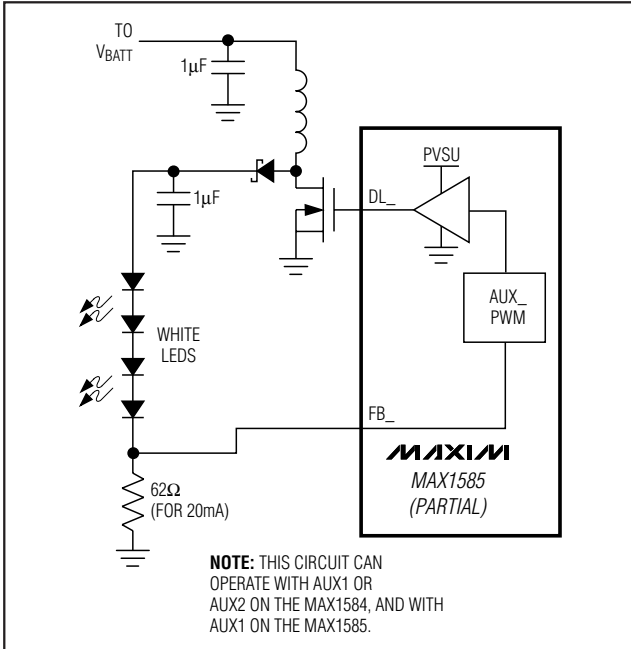 TO
VBATT
1µF
PVSU
DL_
1µF
AUX_
PWM
WHITE
LEDS
FB_
MAXIM
MAX1585
(PARTIAL)
62Ω
(FOR 20mA)
NOTE: THIS CIRCUIT CAN
OPERATE WITH AUX1 OR
AUX2 ON THE MAX1584, AND WITH
AUX1 ON THE MAX1585.